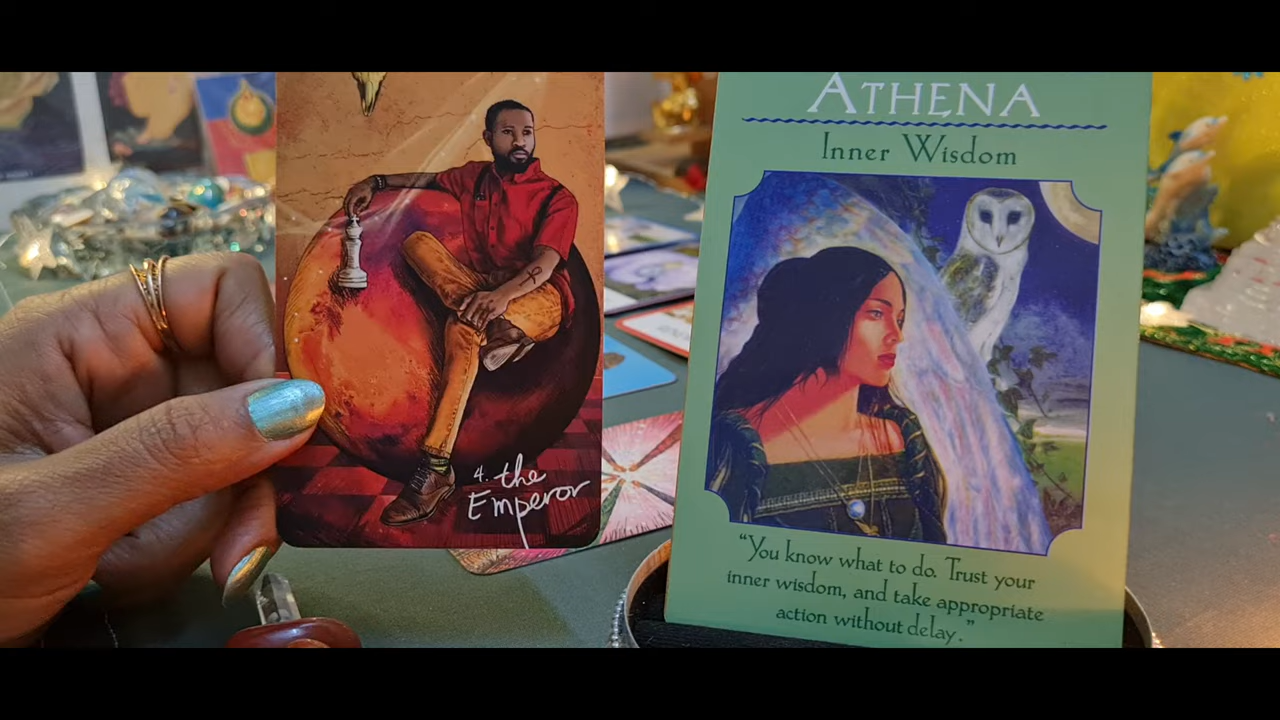 4. the
Emperor
ATHENA
Inner Wisdom
“You know what to do. Trust your
inner wisdom, and take appropriate
action without delay.”